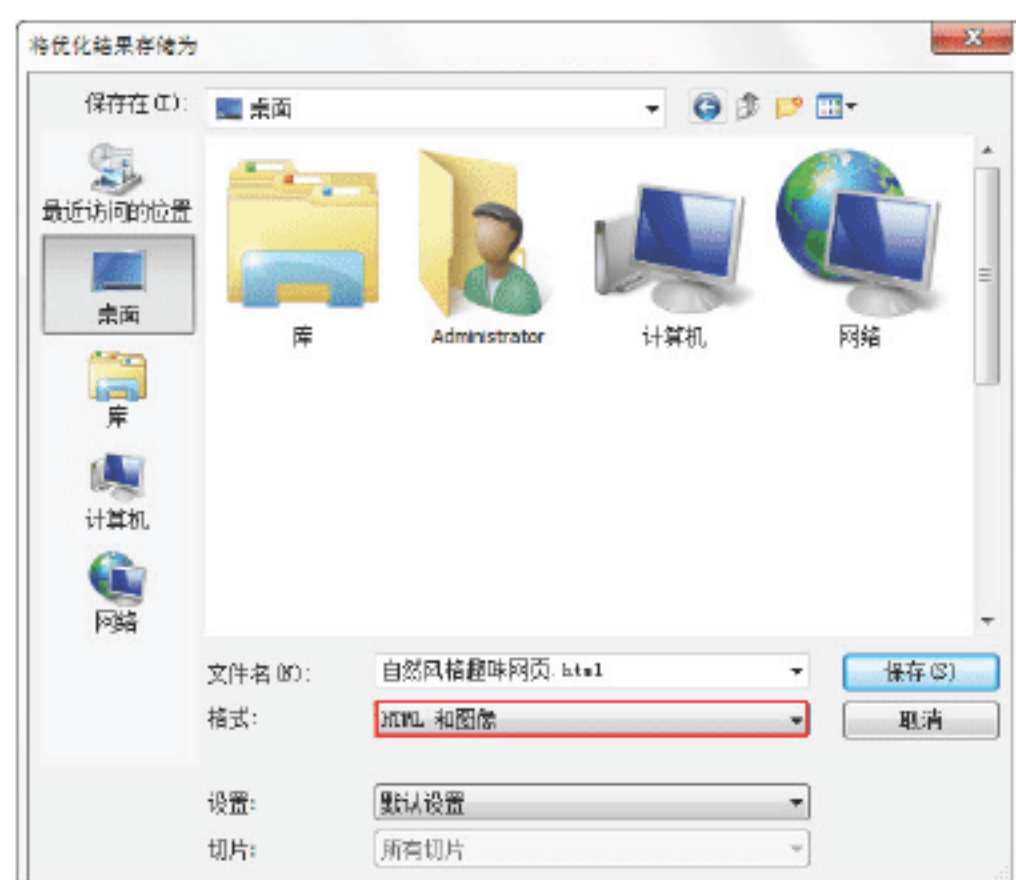 将优化结果存储为
保存在(I):
桌面
最近访问的位置
桌面
库
计算机
网络
库
Administrator
计算机
网络
文件名(N):
自然风格趣味网页.html
保存(S)
格式:
HTML 和图像
取消
设置:
默认设置
切片:
所有切片